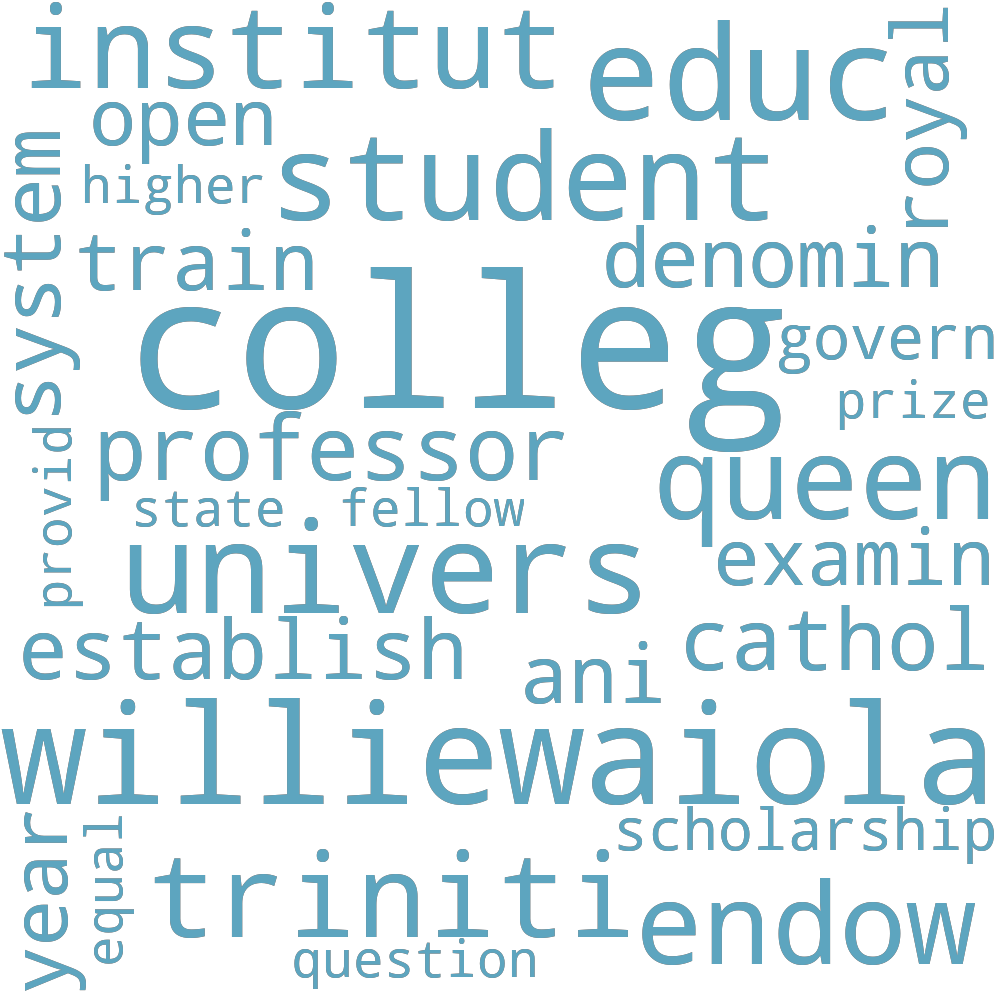 institut
educ
royal
open
student
system
higher
train
denomin
colleg
govern
prize
professor
queen
provid
state
fellow
univers
examin
establish
cathol
ani
williewaiola
year
equal
scholarship
triniti
endow
question